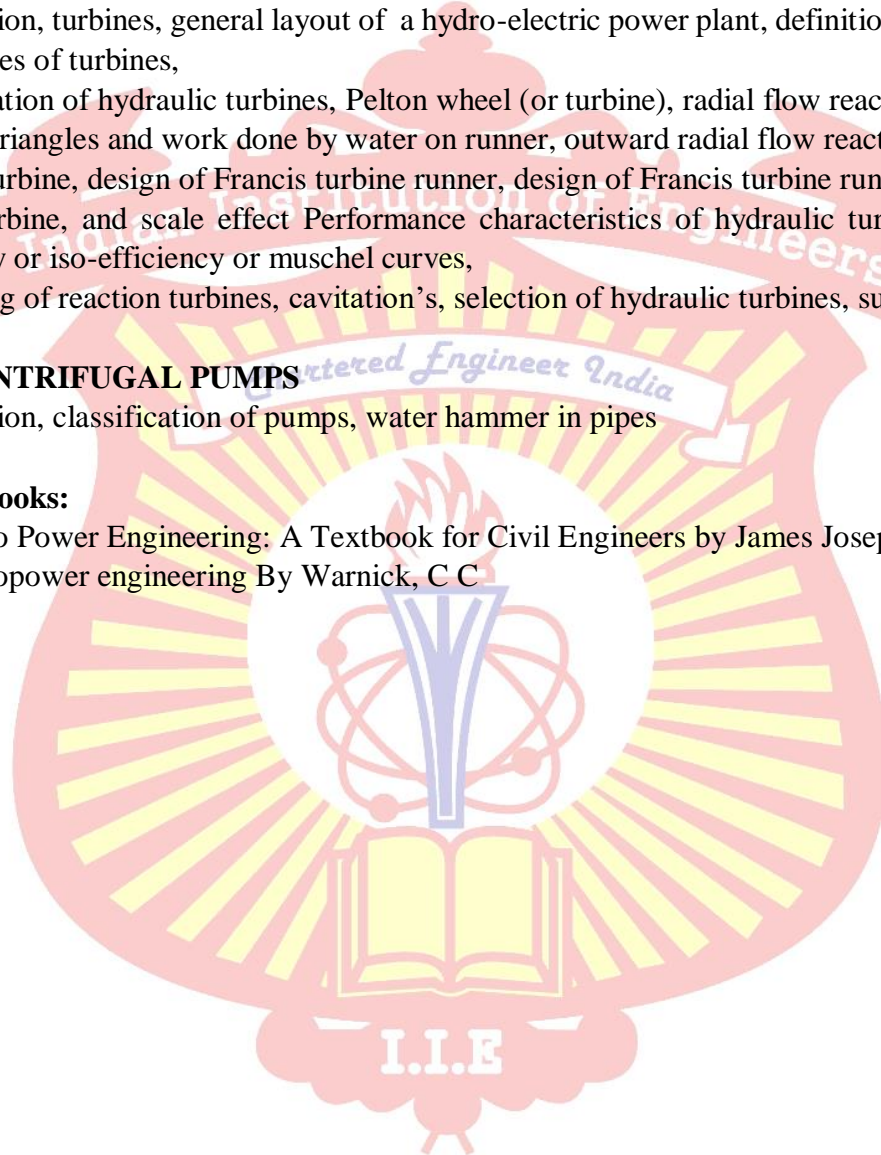 ion, turbines, general layout of a hydro-electric power plant, definitio
es of turbines,
ation of hydraulic turbines, Pelton wheel (or turbine), radial flow reac
riangles and work done by water on runner, outward radial flow react
urbine, design of Francis turbine runner, design of Francis turbine run
rbine, and scale effect Performance characteristics of hydraulic tur
Indian Institution of Engineers
y or iso-efficiency or muschel curves,
g of reaction turbines, cavitation’s, selection of hydraulic turbines, su
Chartered Engineer India
NTRIFUGAL PUMPS
ion, classification of pumps, water hammer in pipes
ooks:
o Power Engineering: A Textbook for Civil Engineers by James Josep
opower engineering By Warnick, C C
I.I.E